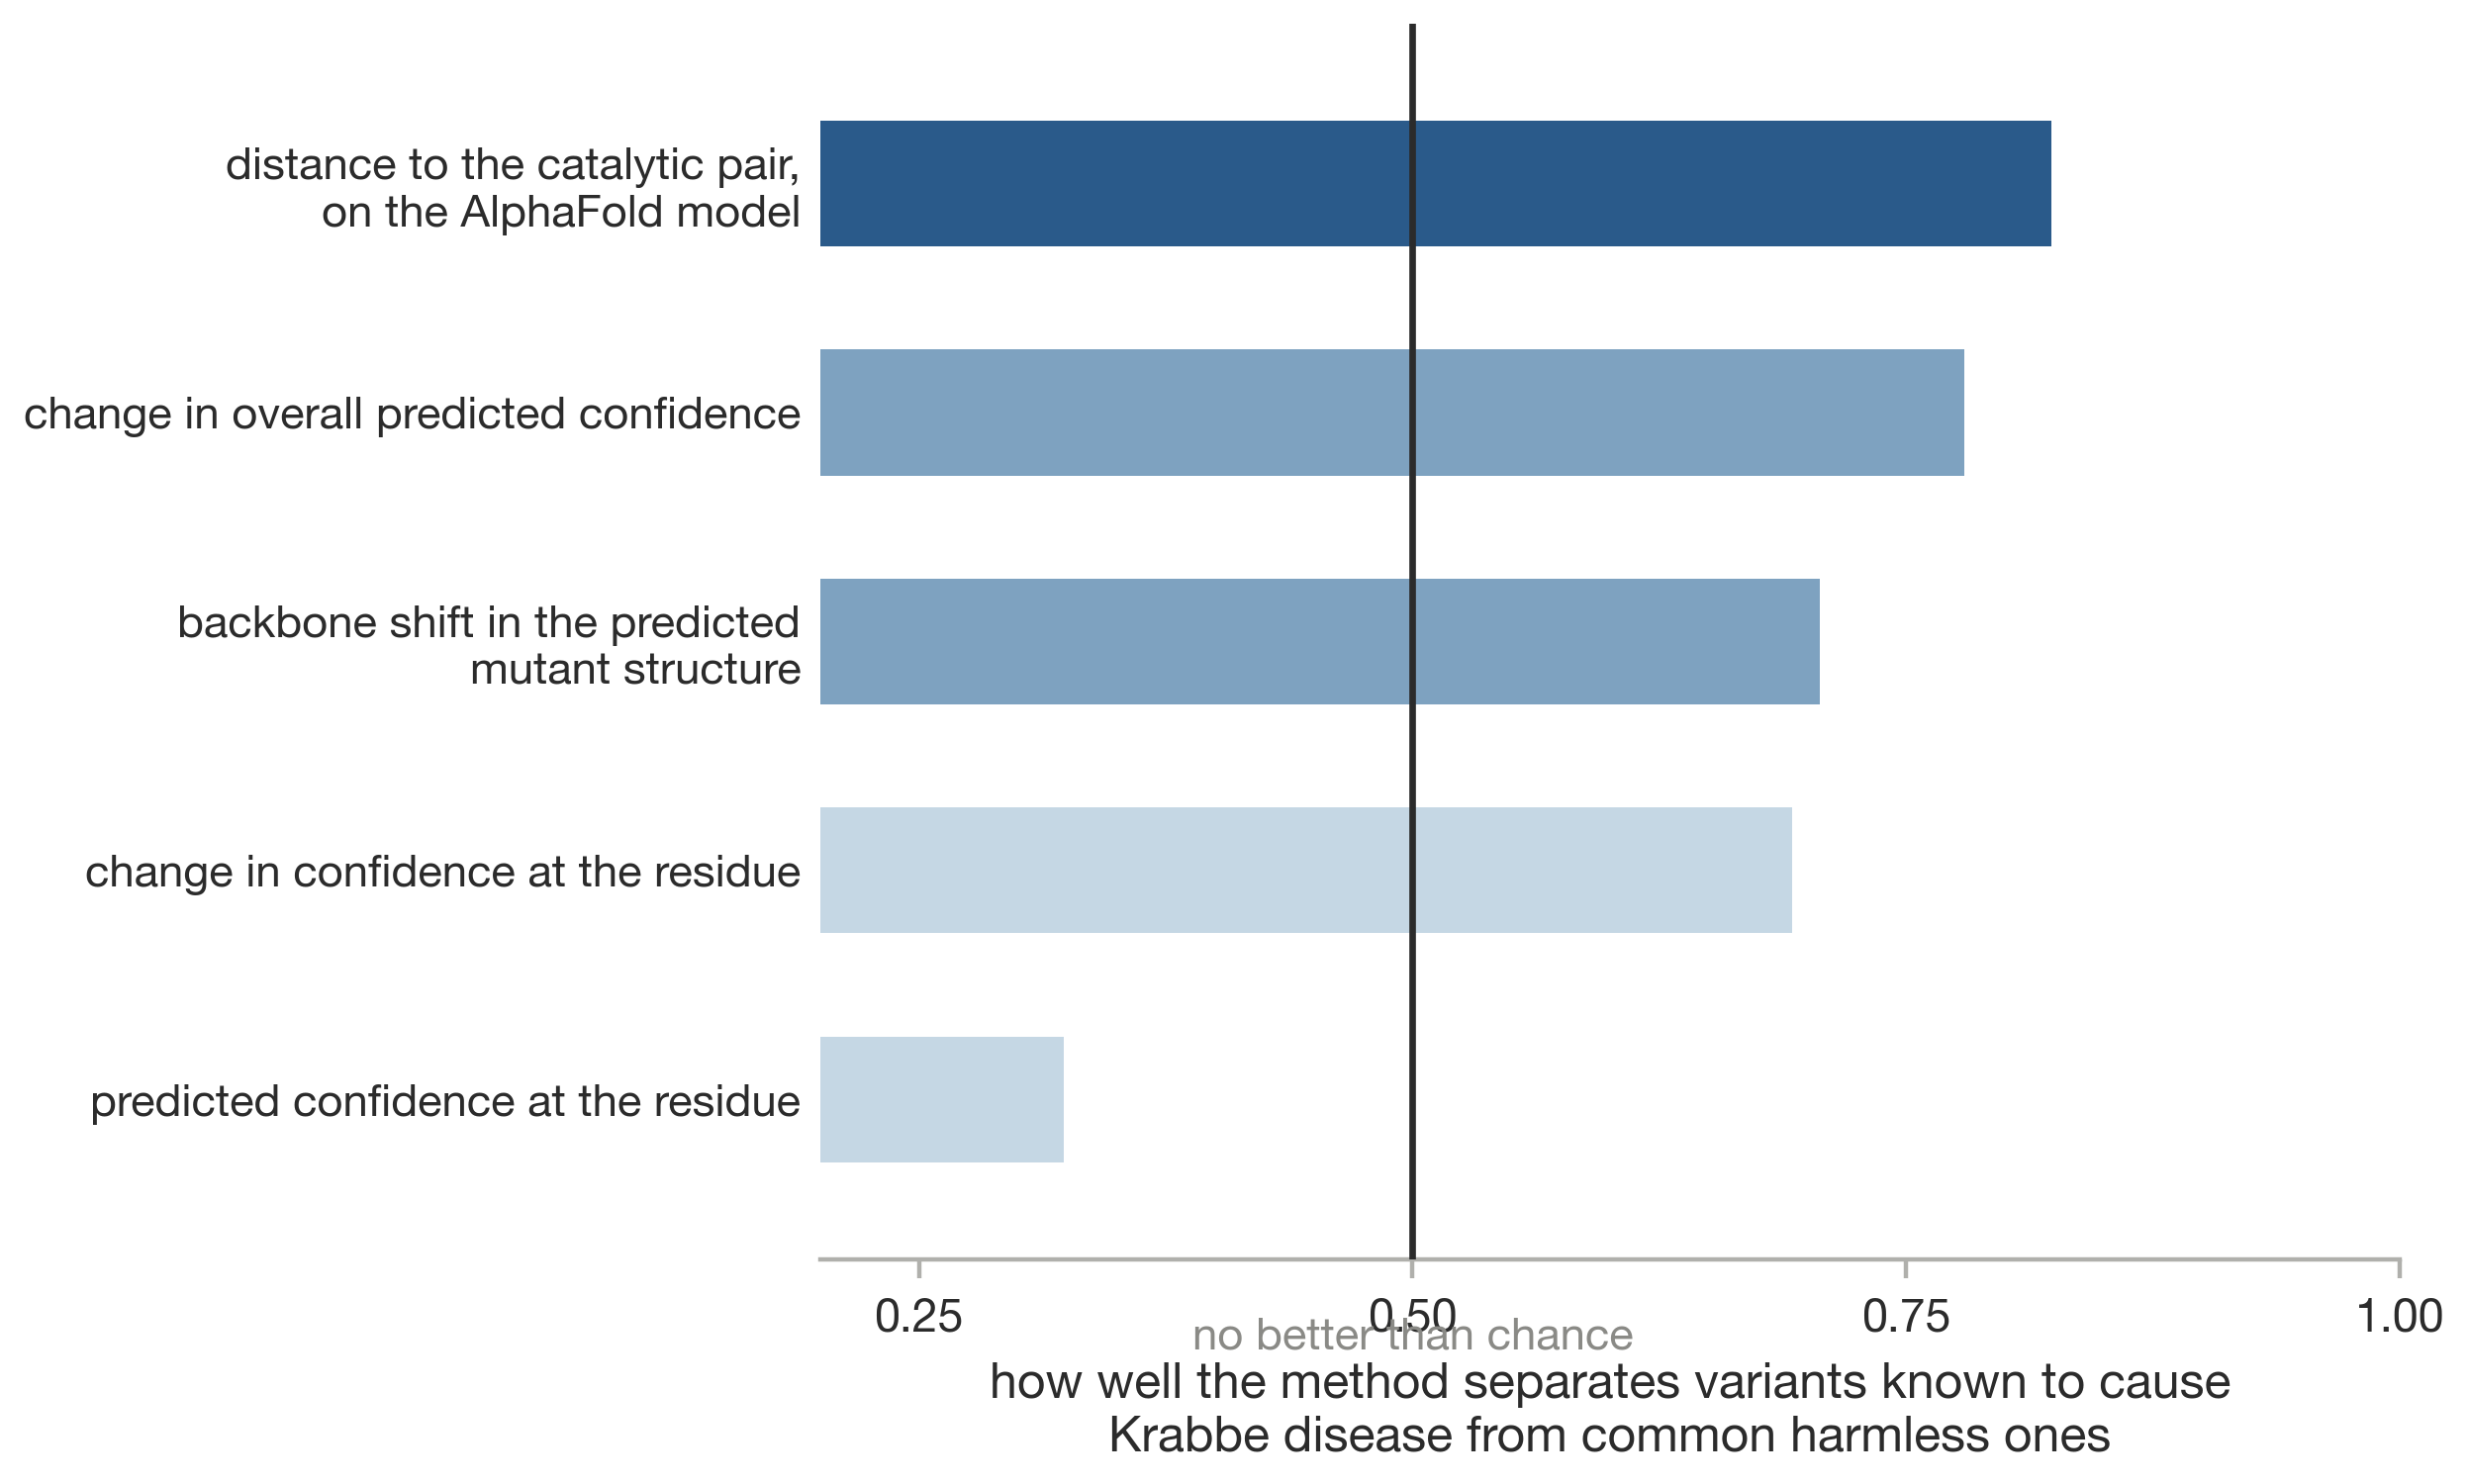 distance to the catalytic pair,
on the AlphaFold model
change in overall predicted confidence
backbone shift in the predicted
mutant structure
change in confidence at the residue
predicted confidence at the residue
0.25 0.50 0.75 1.00
no better than chance
how well the method separates variants known to cause
Krabbe disease from common harmless ones